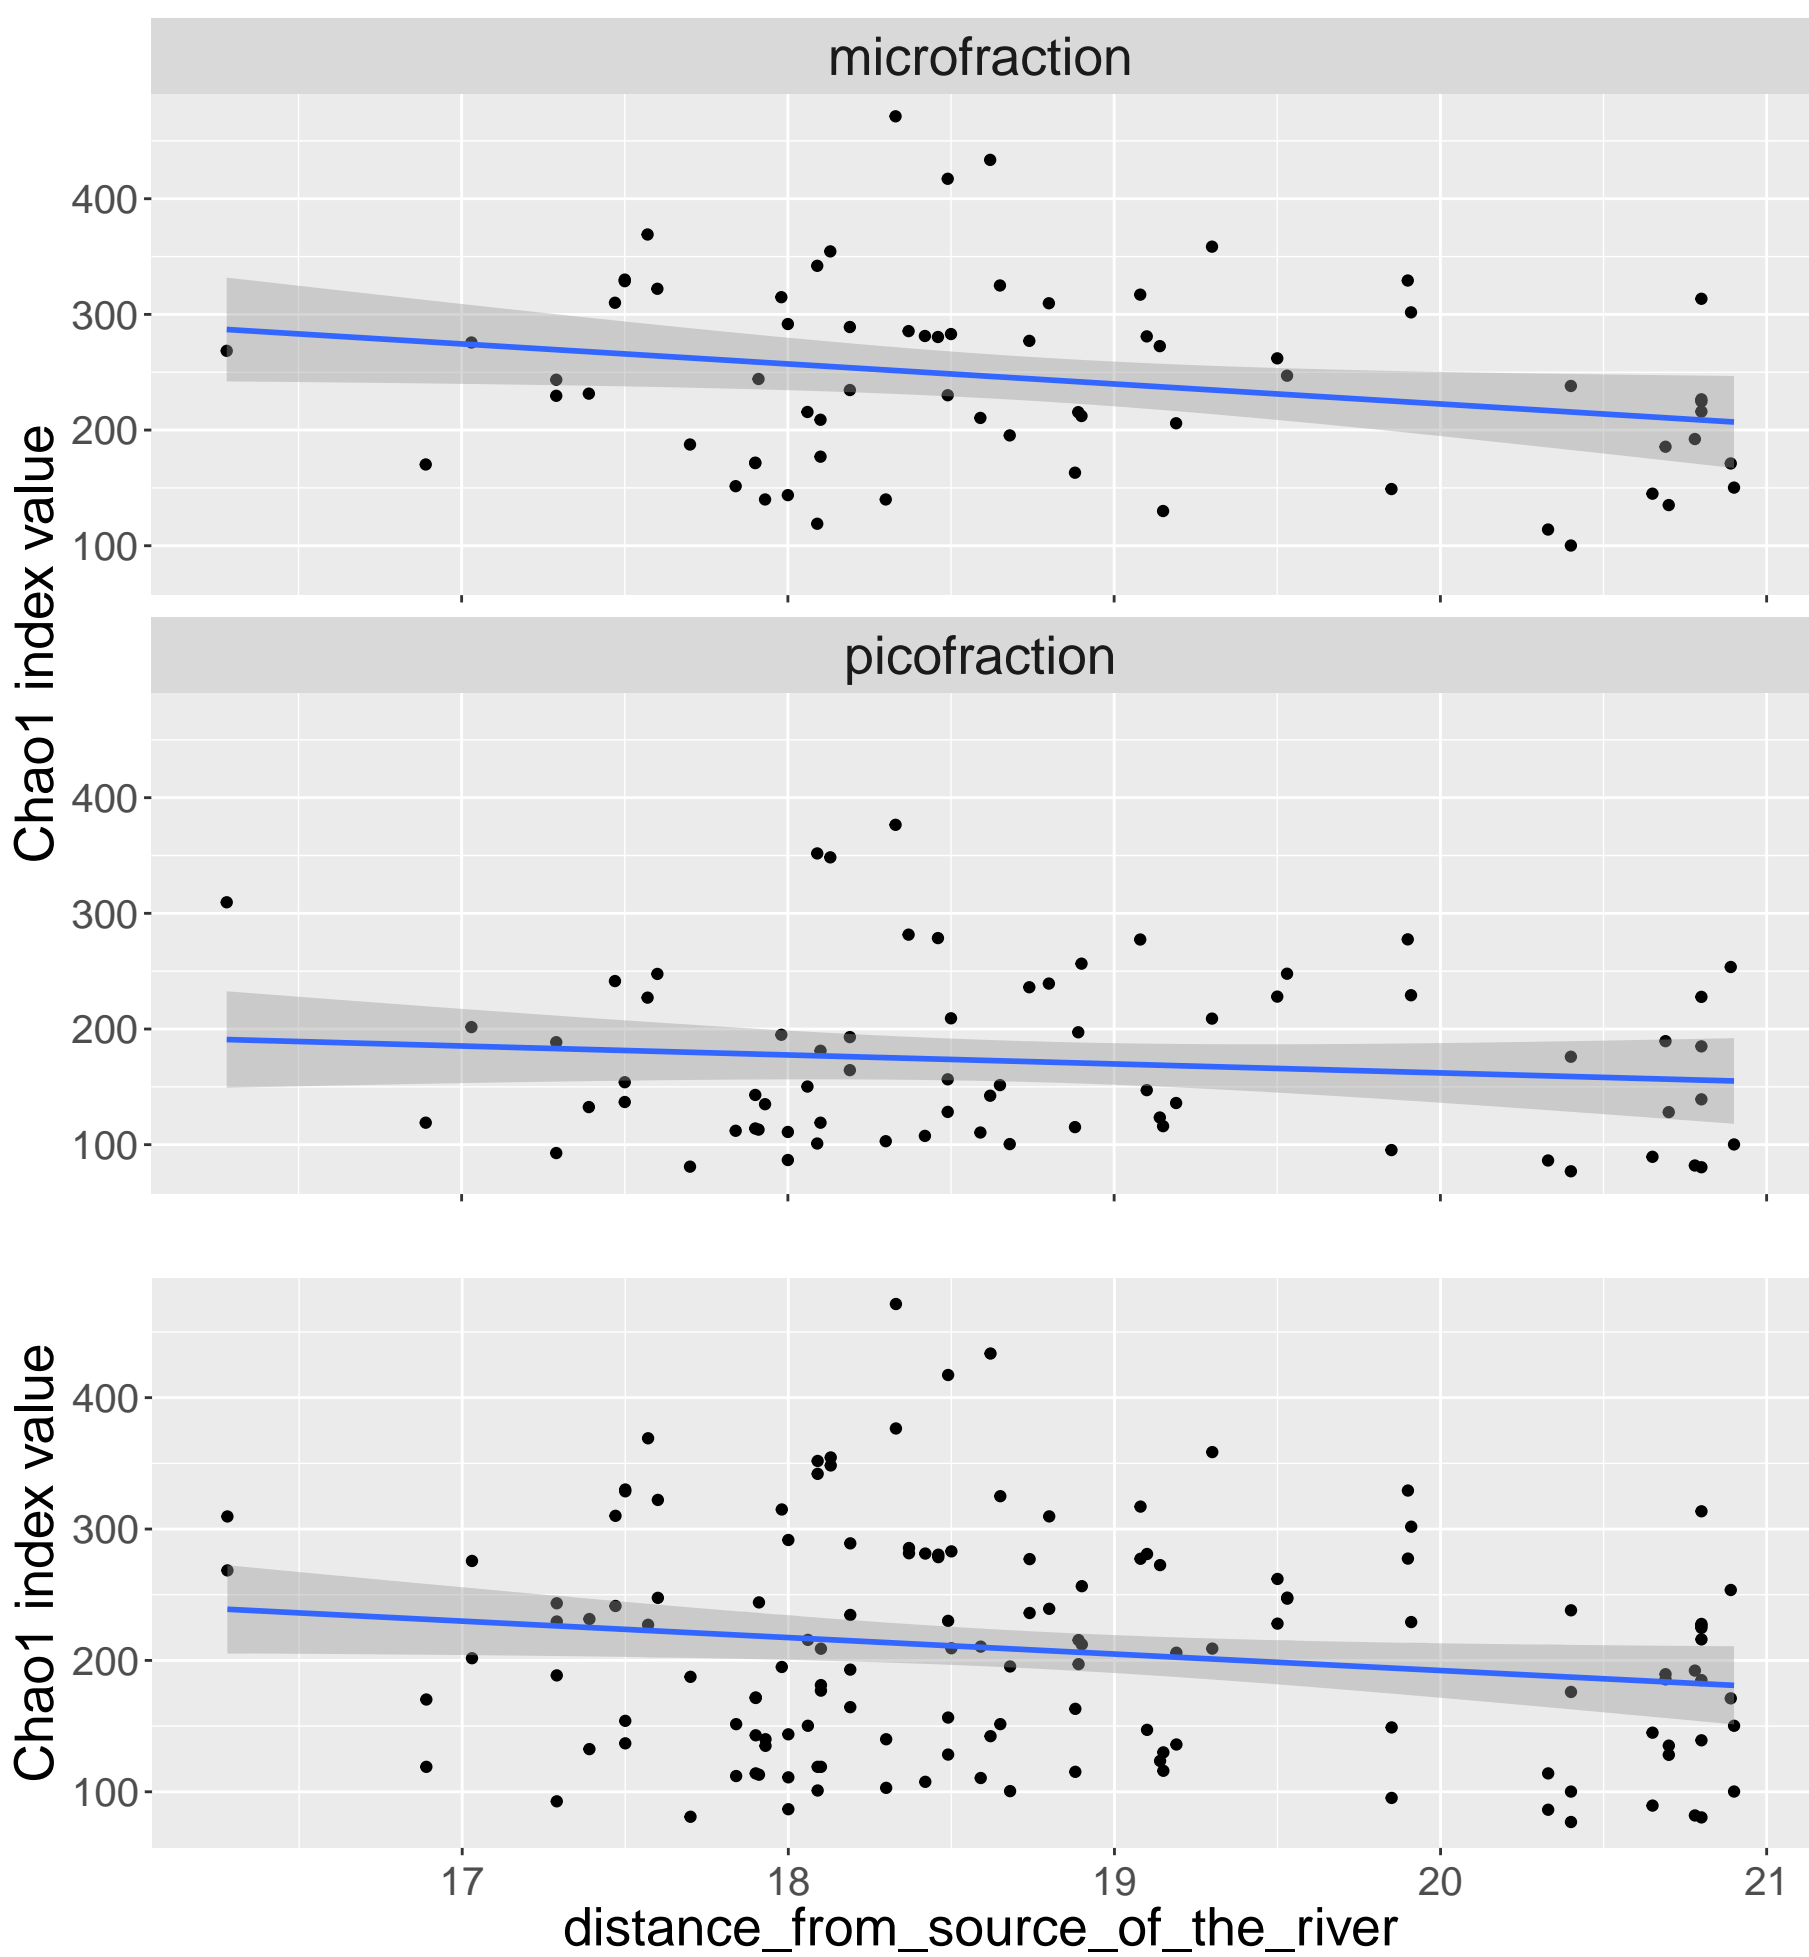 microfraction
400
300
200
100
Chao1 index value
picofraction
400
300
200
100
400
300
200
100
Chao1 index value
17 18 19 20 21
distance_from_source_of_the_river